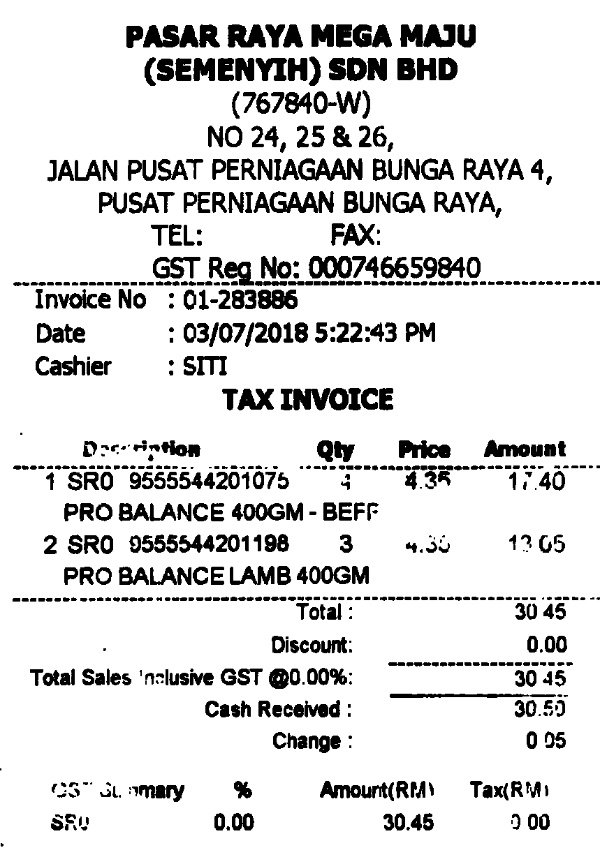 PASAR RAYA MEGA MAJU
(SEMENYIH) SDN BHD
(767840-W)
NO 24, 25 & 26,
JALAN PUSAT PERNIAGAAN BUNGA RAYA 4,
PUSAT PERNIAGAAN BUNGA RAYA,
TEL: FAX:
GST Reg No: 000746659840
Invoice No : 01-283886
Date : 03/07/2018 5:22:43 PM
Cashier : SITI
TAX INVOICE
Description Qty Price Amount
1 SR0 9555544201075 4 4.35 17.40
PRO BALANCE 400GM - BEFF
2 SR0 9555544201198 3 4.35 13.05
PRO BALANCE LAMB 400GM
Total : 30.45
Discount: 0.00
Total Sales Inclusive GST @0.00%: 30.45
Cash Received : 30.50
Change : 0.05
GST Summary % Amount(RM) Tax(RM)
SR0 0.00 30.45 0.00